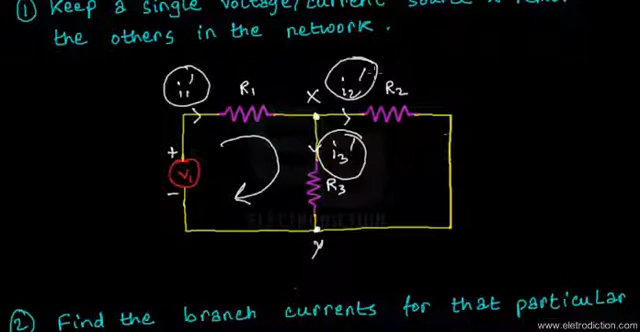 ① Keep a single voltage/current source &
the others in the network.
i₁' R₁ X i₂' R₂
+
V₁ i₃'
- R₃
ELECTRODICTION
Y
② Find the branch currents for that particular
www.eletrodiction.com